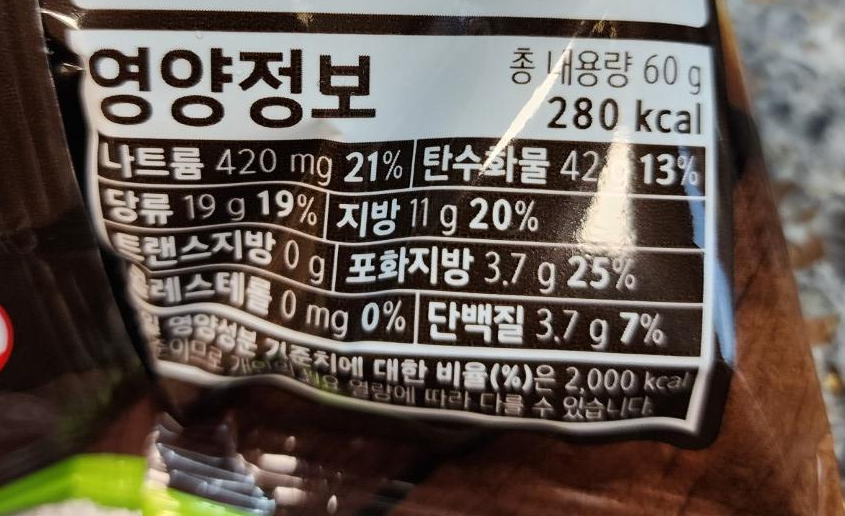 영양정보
총 내용량 60 g
280 kcal
나트륨 420 mg 21% 탄수화물 42 13%
당류 19 g 19% 지방 11 g 20%
트랜스지방 0 g 포화지방 3.7 g 25%
콜레스테롤 0 mg 0% 단백질 3.7 g 7%
영양성분 기준치에 대한 비율(%)은 2,000 kcal
열량에 따라 다를 수 있습니다.